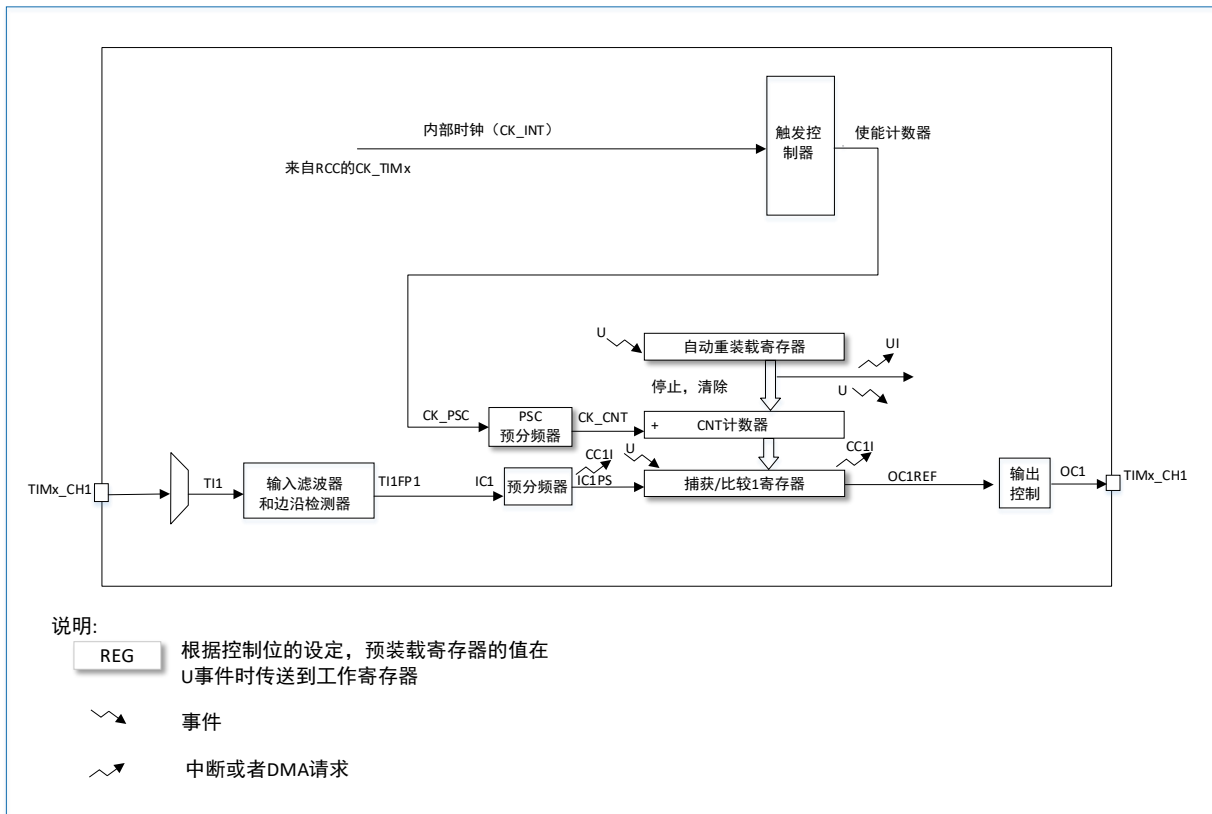 内部时钟（CK_INT）
来自RCC的CK_TIMx
触发控
制器
使能计数器
U
自动重装载寄存器
UI
停止，清除
U
CK_PSC
PSC
预分频器
CK_CNT
+ CNT计数器
TIMx_CH1
TI1
输入滤波器
和边沿检测器
TI1FP1
IC1
预分频器
CC1I
IC1PS
U
捕获/比较1寄存器
CC1I
OC1REF
输出
控制
OC1
TIMx_CH1
说明:
REG
根据控制位的设定，预装载寄存器的值在
U事件时传送到工作寄存器
事件
中断或者DMA请求